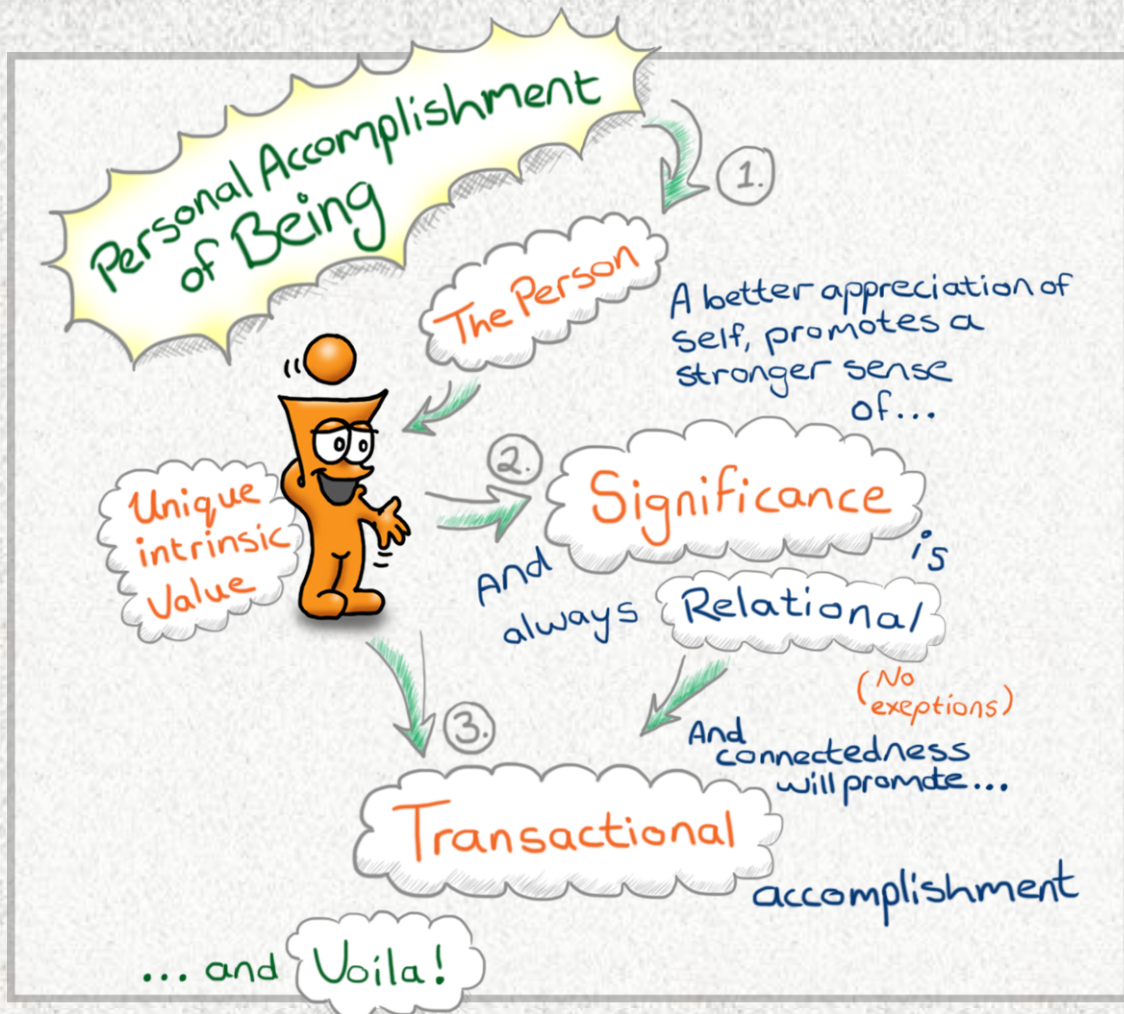 Personal Accomplishment
of Being
1.
The Person
A better appreciation of
self, promotes a
stronger sense
of...
Unique
intrinsic
Value
2.
Significance
is
And
always
Relational
(No
exeptions)
3.
And
connectedness
will promote...
Transactional
accomplishment
... and Voila!